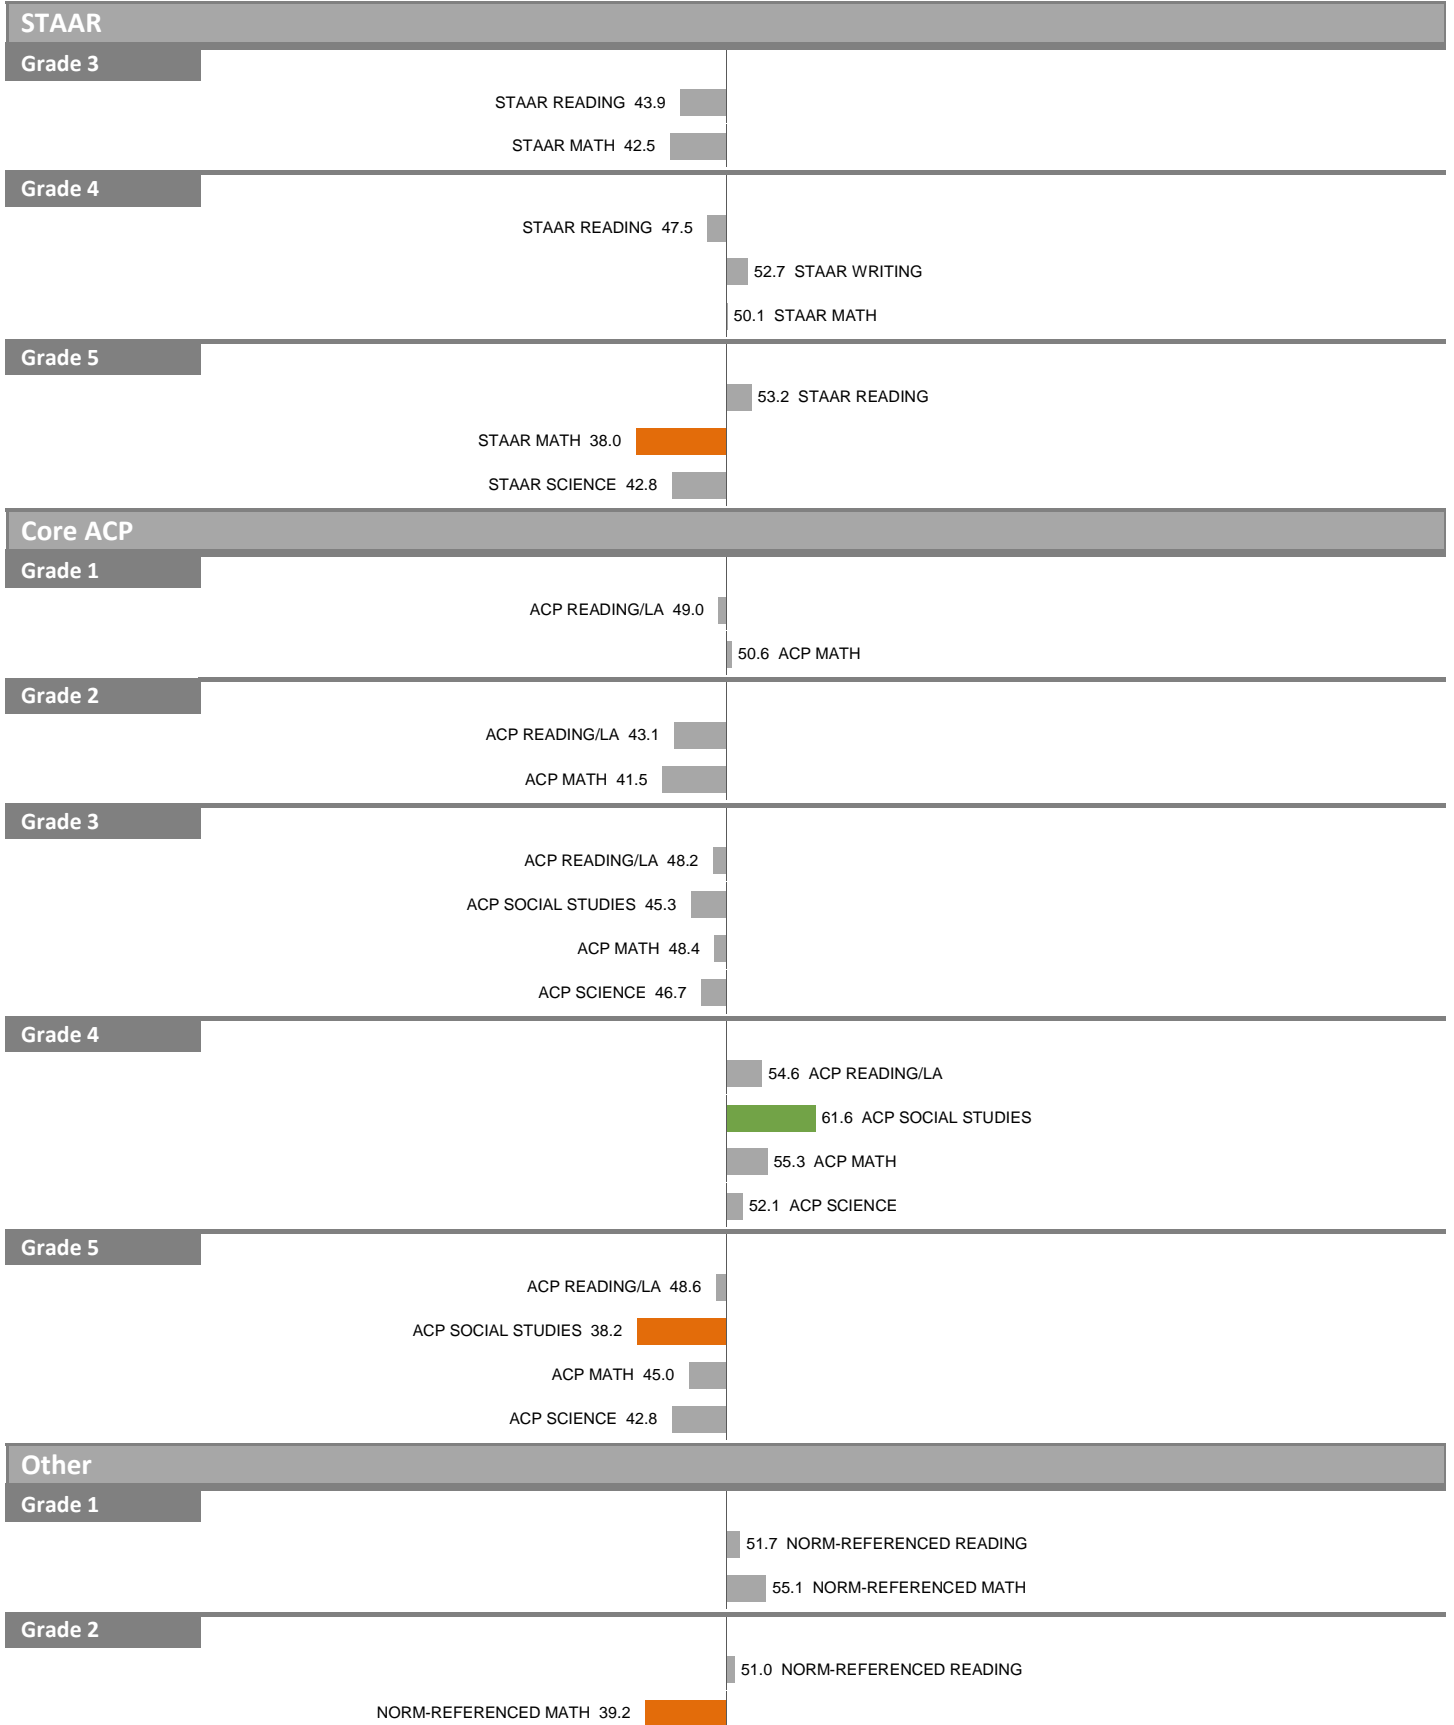 STAAR
Grade 3
STAAR READING 43.9
STAAR MATH 42.5
Grade 4
STAAR READING 47.5
52.7 STAAR WRITING
50.1 STAAR MATH
Grade 5
53.2 STAAR READING
STAAR MATH 38.0
STAAR SCIENCE 42.8
Core ACP
Grade 1
ACP READING/LA 49.0
50.6 ACP MATH
Grade 2
ACP READING/LA 43.1
ACP MATH 41.5
Grade 3
ACP READING/LA 48.2
ACP SOCIAL STUDIES 45.3
ACP MATH 48.4
ACP SCIENCE 46.7
Grade 4
54.6 ACP READING/LA
61.6 ACP SOCIAL STUDIES
55.3 ACP MATH
52.1 ACP SCIENCE
Grade 5
ACP READING/LA 48.6
ACP SOCIAL STUDIES 38.2
ACP MATH 45.0
ACP SCIENCE 42.8
Other
Grade 1
51.7 NORM-REFERENCED READING
55.1 NORM-REFERENCED MATH
Grade 2
51.0 NORM-REFERENCED READING
NORM-REFERENCED MATH 39.2